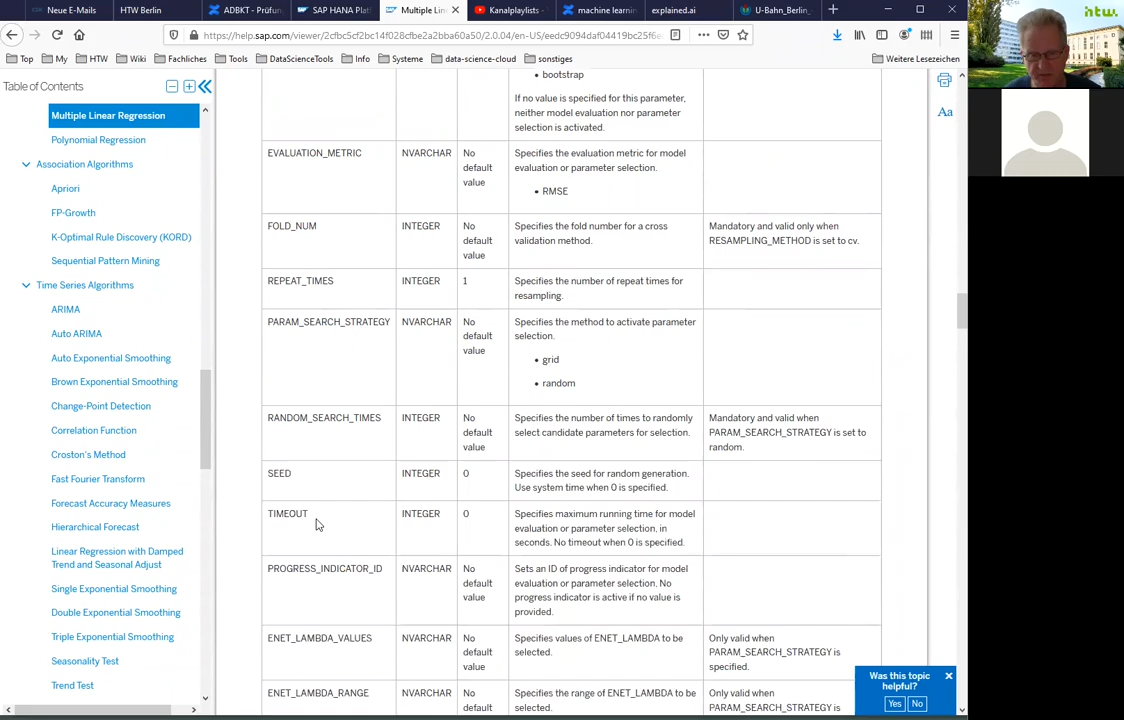 Neue E-Mails
HTW Berlin
ADBKT - Prüfun
SAP HANA Plat
Multiple Lin
Kanalplaylists -
machine learnin
explained.ai
U-Bahn_Berlin_
htw.
https://help.sap.com/viewer/2cfbc5cf2bc14f028cfbe2a2bba60a50/2.0.04/en-US/eedc9094daf04419bc25f6e
Top
My
HTW
Wiki
Fachliches
Tools
DataScienceTools
Info
Systeme
data-science-cloud
sonstiges
Weitere Lesezeichen
Table of Contents
Multiple Linear Regression
Polynomial Regression
Association Algorithms
Apriori
FP-Growth
K-Optimal Rule Discovery (KORD)
Sequential Pattern Mining
Time Series Algorithms
ARIMA
Auto ARIMA
Auto Exponential Smoothing
Brown Exponential Smoothing
Change-Point Detection
Correlation Function
Croston's Method
Fast Fourier Transform
Forecast Accuracy Measures
Hierarchical Forecast
Linear Regression with Damped
Trend and Seasonal Adjust
Single Exponential Smoothing
Double Exponential Smoothing
Triple Exponential Smoothing
Seasonality Test
Trend Test
• bootstrap
If no value is specified for this parameter,
neither model evaluation nor parameter
selection is activated.
EVALUATION_METRIC
NVARCHAR
No
default
value
Specifies the evaluation metric for model
evaluation or parameter selection.
• RMSE
FOLD_NUM
INTEGER
No
default
value
Specifies the fold number for a cross
validation method.
Mandatory and valid only when
RESAMPLING_METHOD is set to cv.
REPEAT_TIMES
INTEGER
1
Specifies the number of repeat times for
resampling.
PARAM_SEARCH_STRATEGY
NVARCHAR
No
default
value
Specifies the method to activate parameter
selection.
• grid
• random
RANDOM_SEARCH_TIMES
INTEGER
No
default
value
Specifies the number of times to randomly
select candidate parameters for selection.
Mandatory and valid when
PARAM_SEARCH_STRATEGY is set to
random.
SEED
INTEGER
0
Specifies the seed for random generation.
Use system time when 0 is specified.
TIMEOUT
INTEGER
0
Specifies maximum running time for model
evaluation or parameter selection, in
seconds. No timeout when 0 is specified.
PROGRESS_INDICATOR_ID
NVARCHAR
No
default
value
Sets an ID of progress indicator for model
evaluation or parameter selection. No
progress indicator is active if no value is
provided.
ENET_LAMBDA_VALUES
NVARCHAR
No
default
value
Specifies values of ENET_LAMBDA to be
selected.
Only valid when
PARAM_SEARCH_STRATEGY is
specified.
ENET_LAMBDA_RANGE
NVARCHAR
No
default
Specifies the range of ENET_LAMBDA to be
selected.
Only valid when
PARAM_SEARCH_STRATEGY is
Aa
Was this topic
helpful?
Yes
No